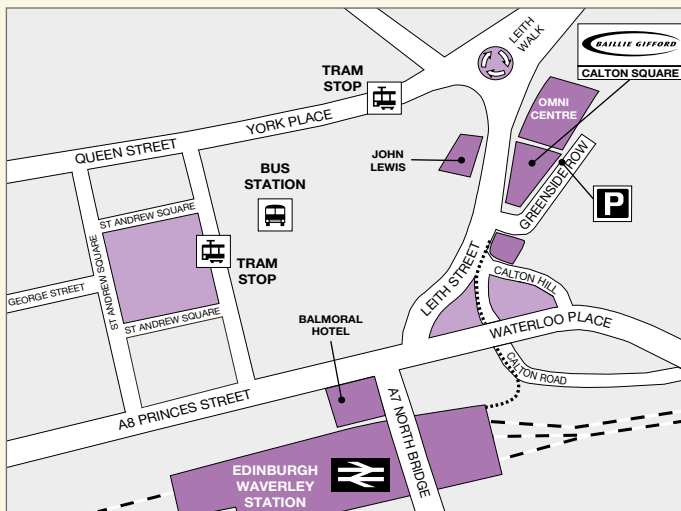 LEITH
WALK
BAILLIE GIFFORD
CALTON SQUARE
TRAM
STOP
OMNI
CENTRE
YORK PLACE
QUEEN STREET
JOHN
LEWIS
GREENSIDE ROW
BUS
STATION
P
ST ANDREW SQUARE
ST ANDREW SQUARE
TRAM
STOP
GEORGE STREET
LEITH STREET
CALTON HILL
ST ANDREW SQUARE
BALMORAL
HOTEL
WATERLOO PLACE
CALTON ROAD
A8 PRINCES STREET
A7 NORTH BRIDGE
EDINBURGH
WAVERLEY
STATION